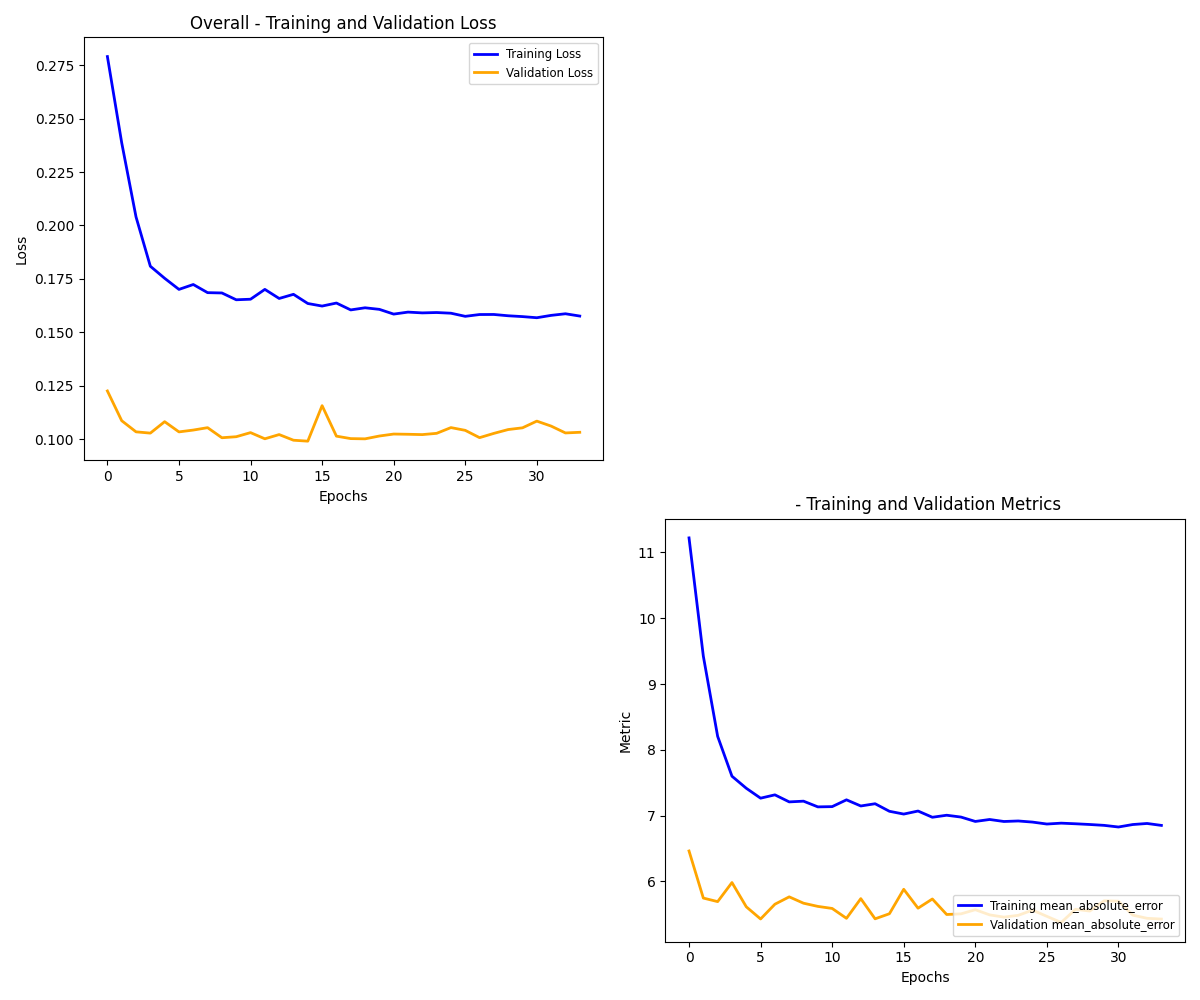 Overall - Training and Validation Loss
Training Loss
Validation Loss
0.275
0.250
0.225
0.200
0.175
0.150
0.125
0.100
Loss
0 5 10 15 20 25 30
Epochs
- Training and Validation Metrics
11
10
9
8
7
6
Metric
Training mean_absolute_error
Validation mean_absolute_error
0 5 10 15 20 25 30
Epochs